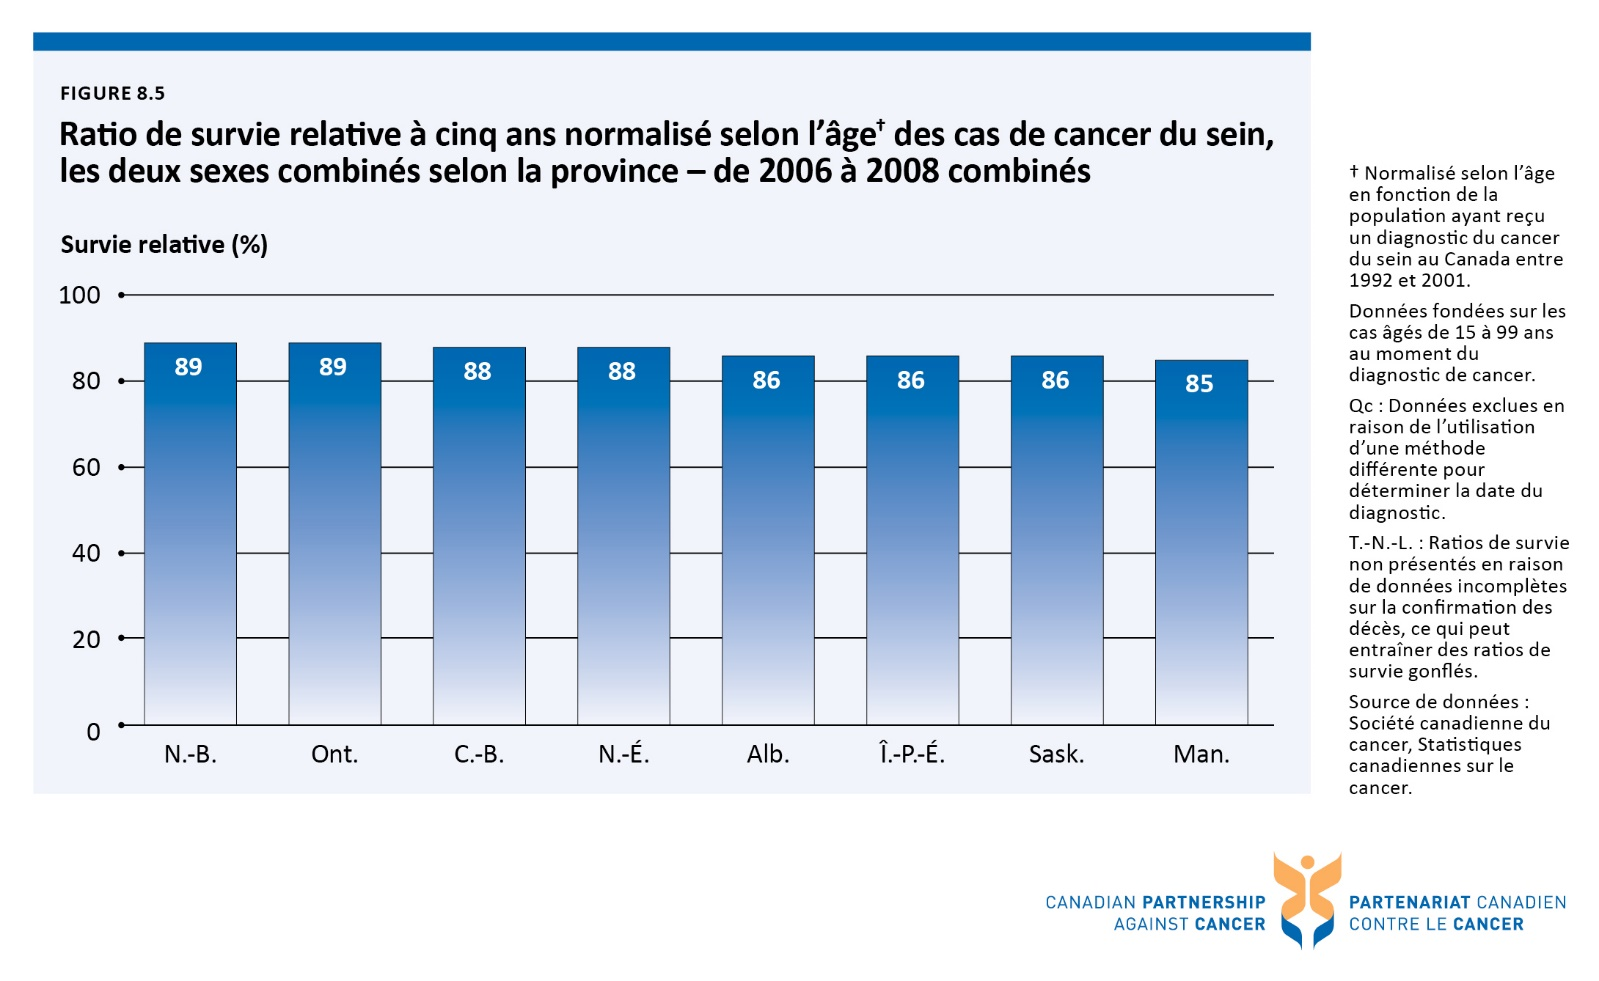 FIGURE 8.5
Ratio de survie relative à cinq ans normalisé selon l’âge† des cas de cancer du sein,
les deux sexes combinés selon la province – de 2006 à 2008 combinés
Survie relative (%)
100
80
60
40
20
0
89
89
88
88
86
86
86
85
N.-B.
Ont.
C.-B.
N.-É.
Alb.
Î.-P.-É.
Sask.
Man.
† Normalisé selon l’âge
en fonction de la
population ayant reçu
un diagnostic du cancer
du sein au Canada entre
1992 et 2001.
Données fondées sur les
cas âgés de 15 à 99 ans
au moment du
diagnostic de cancer.
Qc : Données exclues en
raison de l’utilisation
d’une méthode
différente pour
déterminer la date du
diagnostic.
T.-N.-L. : Ratios de survie
non présentés en raison
de données incomplètes
sur la confirmation des
décès, ce qui peut
entraîner des ratios de
survie gonflés.
Source de données :
Société canadienne du
cancer, Statistiques
canadiennes sur le
cancer.
CANADIAN PARTNERSHIP
AGAINST CANCER
PARTENARIAT CANADIEN
CONTRE LE CANCER